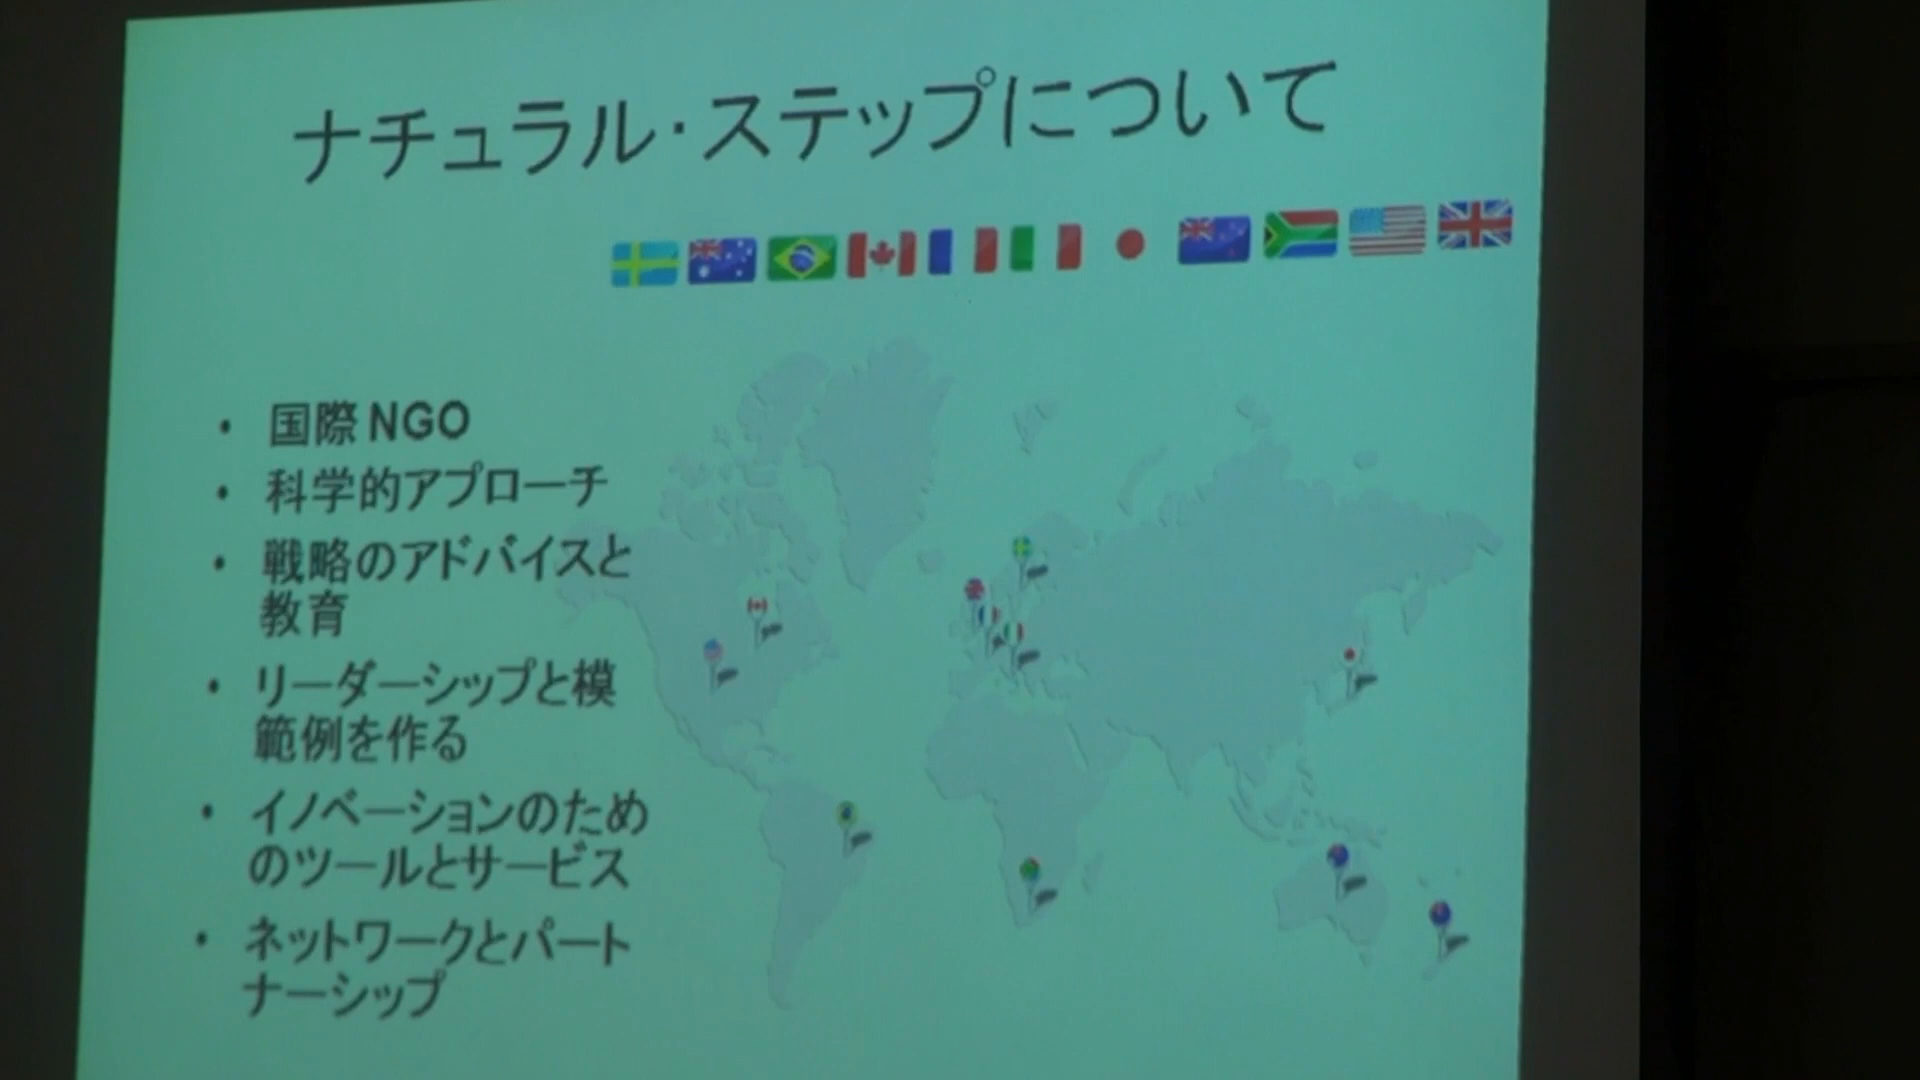 ナチュラル・ステップについて
・ 国際 NGO
・ 科学的アプローチ
・ 戦略のアドバイスと
教育
・ リーダーシップと模
範例を作る
・ イノベーションのため
のツールとサービス
・ ネットワークとパート
ナーシップ